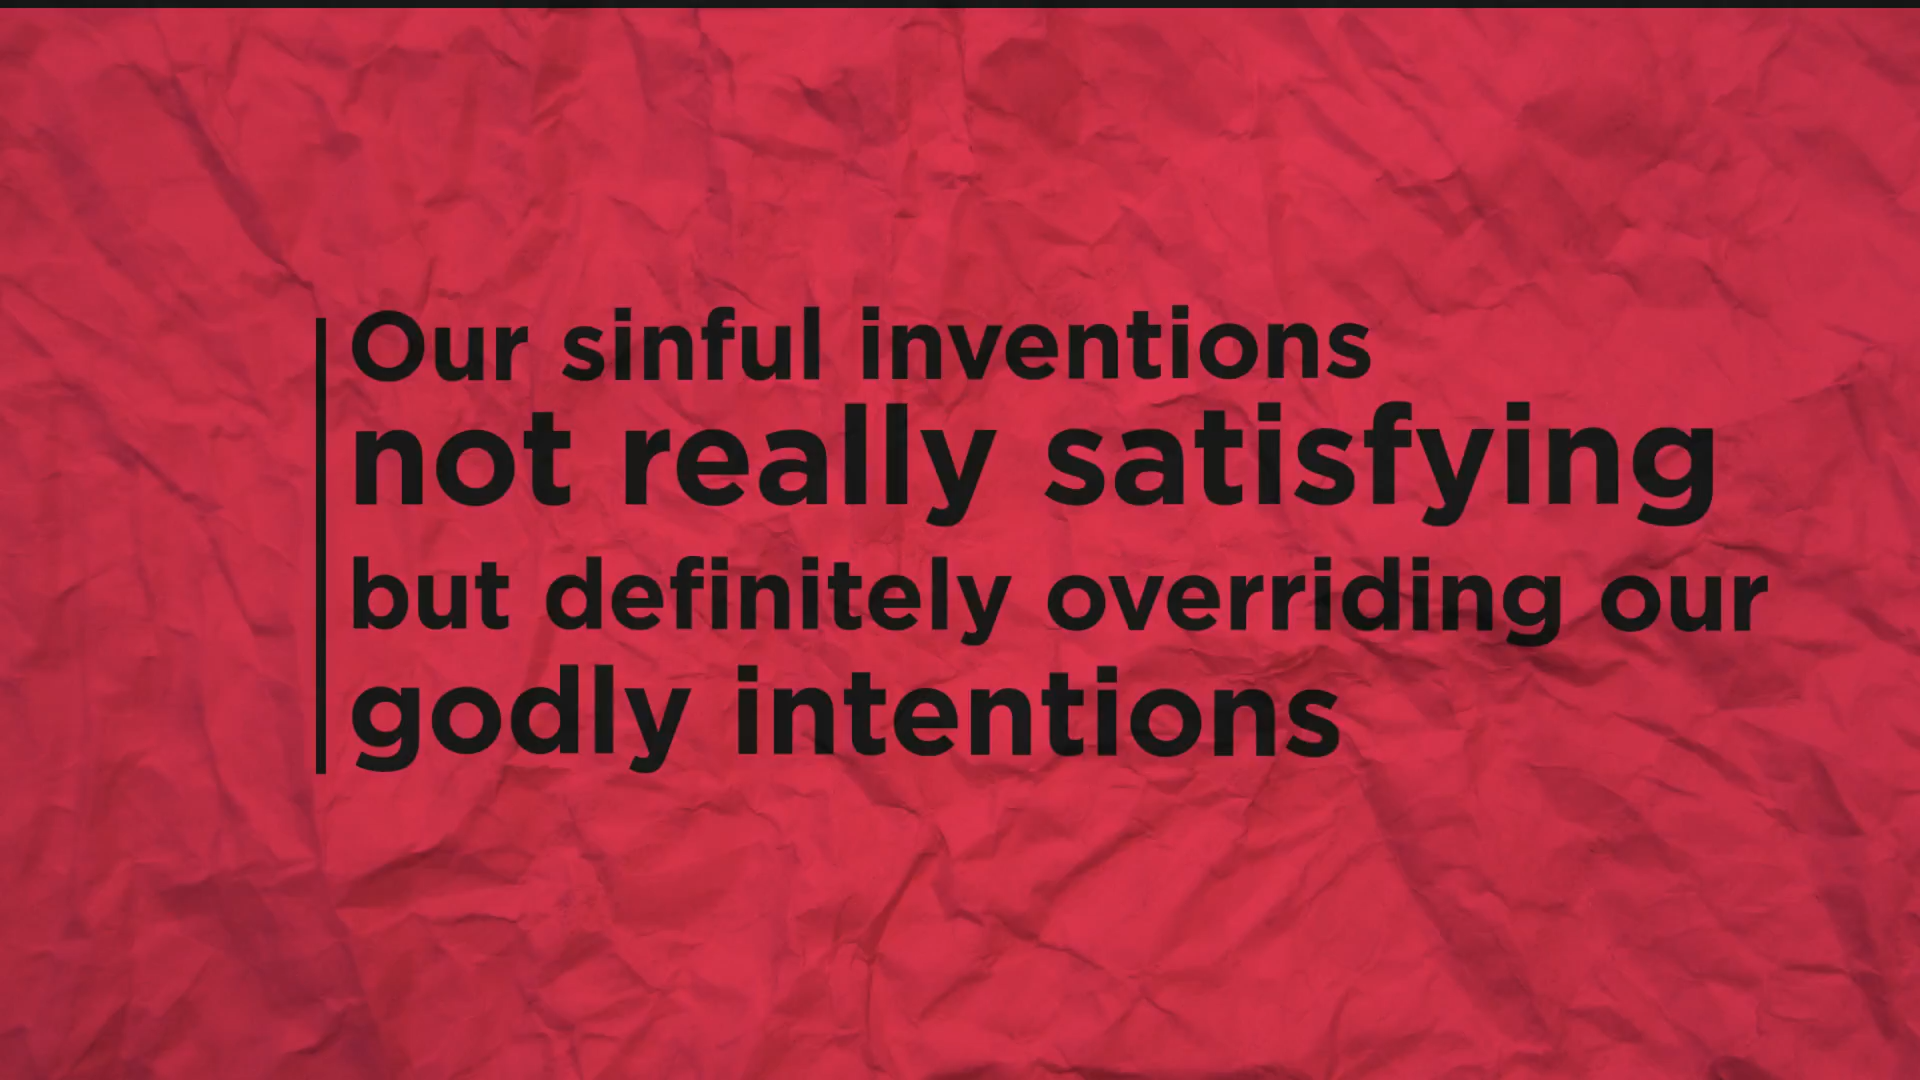 Our sinful inventions
not really satisfying
but definitely overriding our
godly intentions